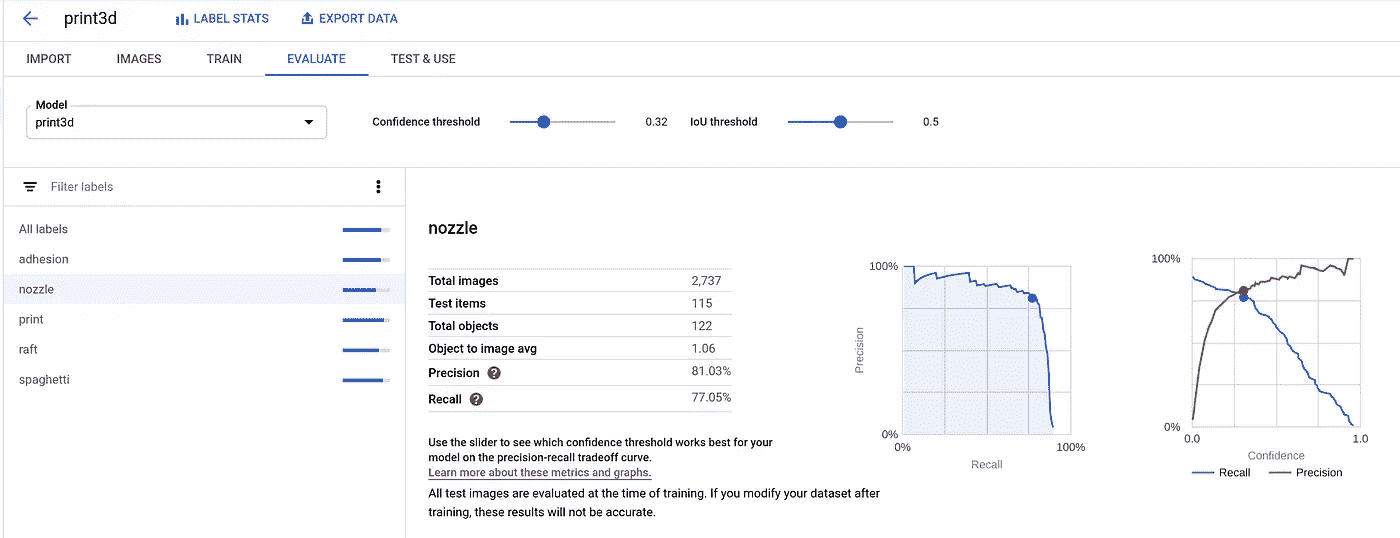 print3d
LABEL STATS
EXPORT DATA
IMPORT
IMAGES
TRAIN
EVALUATE
TEST & USE
Model
print3d
Confidence threshold
0.32
IoU threshold
0.5
Filter labels
All labels
adhesion
nozzle
print
raft
spaghetti
nozzle
Total images 2,737
Test items 115
Total objects 122
Object to image avg 1.06
Precision ? 81.03%
Recall ? 77.05%
Use the slider to see which confidence threshold works best for your
model on the precision-recall tradeoff curve.
Learn more about these metrics and graphs.
All test images are evaluated at the time of training. If you modify your dataset after
training, these results will not be accurate.
100%
Precision
0%
0% 100%
Recall
100%
0%
0.0 1.0
Confidence
Recall Precision